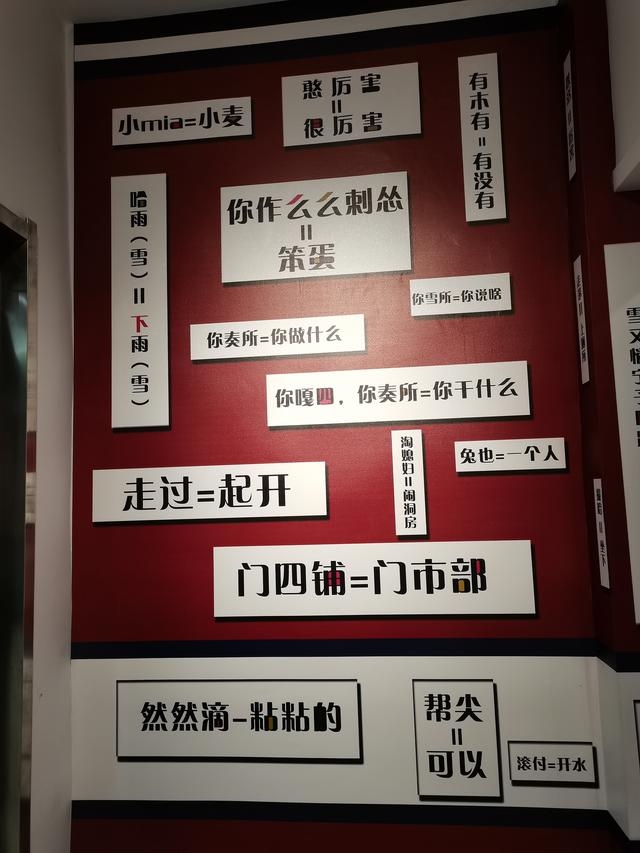 小mia=小麦
憨厉害
=
很厉害
有木有=有没有
哈雨（雪）=下雨（雪）
你作么么刺怂
=
笨蛋
你雪所=你说啥
你奏所=你做什么
你嘎四，你奏所=你干什么
淘媳妇=闹洞房
兔也=一个人
走过=起开
门四铺=门市部
然然滴-粘粘的
帮尖
=
可以
滚付=开水